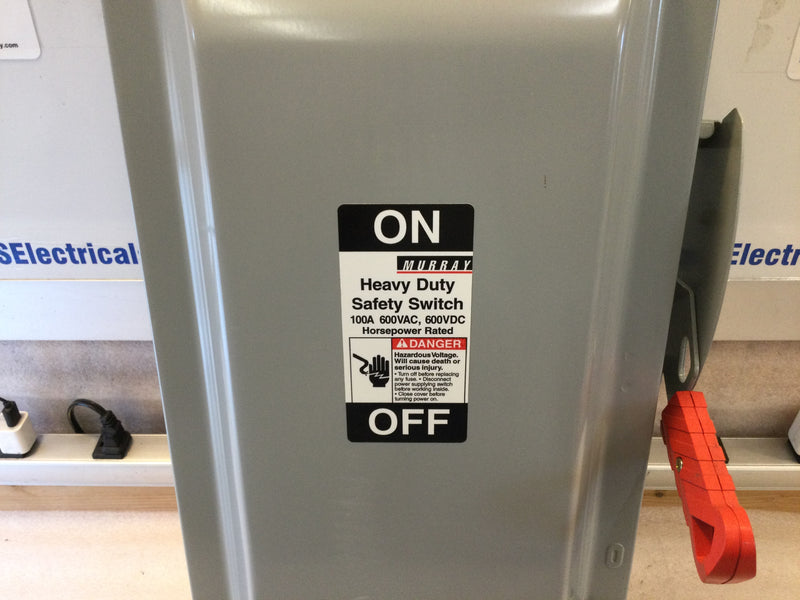 y.com
ON
MURRAY
Heavy Duty
Safety Switch
100A 600VAC, 600VDC
Horsepower Rated
DANGER
Hazardous Voltage.
Will cause death or
serious injury.
• Turn off before replacing
any fuse. • Disconnect
power supplying switch
before working inside.
• Close cover before
turning power on.
OFF
SElectrical
Electr